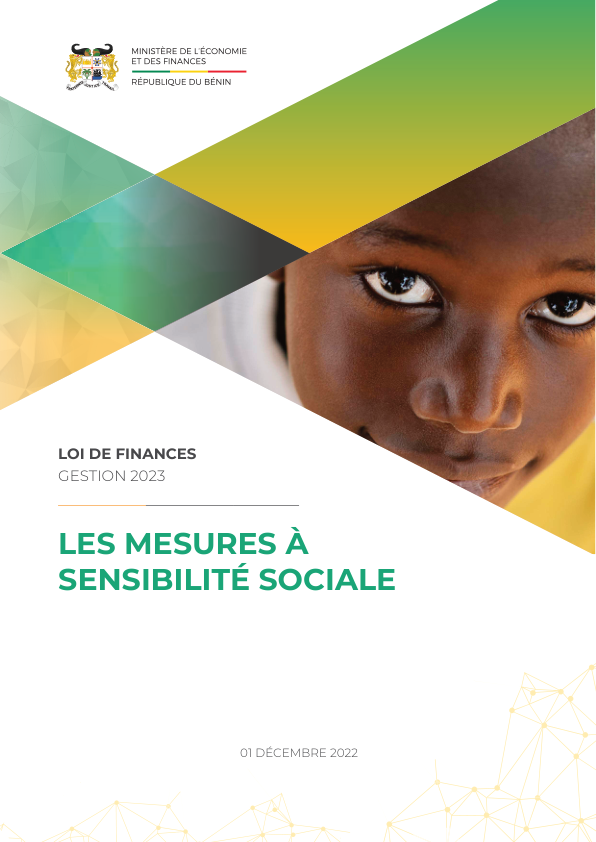 MINISTÈRE DE L'ÉCONOMIE
ET DES FINANCES
RÉPUBLIQUE DU BÉNIN
LOI DE FINANCES
GESTION 2023
LES MESURES À
SENSIBILITÉ SOCIALE
01 DÉCEMBRE 2022